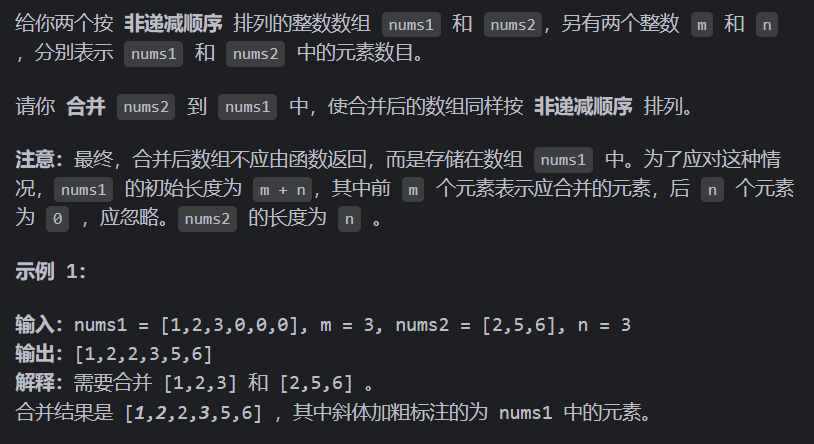 给你两个按 非递减顺序 排列的整数数组 nums1 和 nums2，另有两个整数 m 和 n
，分别表示 nums1 和 nums2 中的元素数目。
请你 合并 nums2 到 nums1 中，使合并后的数组同样按 非递减顺序 排列。
注意：最终，合并后数组不应由函数返回，而是存储在数组 nums1 中。为了应对这种情
况，nums1 的初始长度为 m + n，其中前 m 个元素表示应合并的元素，后 n 个元素
为 0 ，应忽略。nums2 的长度为 n 。
示例 1：
输入：nums1 = [1,2,3,0,0,0], m = 3, nums2 = [2,5,6], n = 3
输出：[1,2,2,3,5,6]
解释：需要合并 [1,2,3] 和 [2,5,6] 。
合并结果是 [1,2,2,3,5,6] ，其中斜体加粗标注的为 nums1 中的元素。